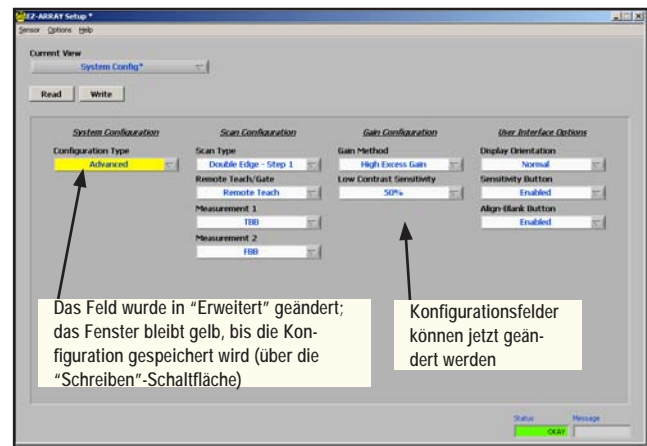 EZ-ARRAY Setup *
Sensor Options Help
Current View
System Config*
Read Write
System Configuration
Configuration Type
Advanced
Scan Configuration
Scan Type
Double Edge - Step 1
Remote Teach/Gate
Remote Teach
Measurement 1
TBB
Measurement 2
FBB
Gain Configuration
Gain Method
High Excess Gain
Low Contrast Sensitivity
50%
User Interface Options
Display Orientation
Normal
Sensitivity Button
Enabled
Align-Blank Button
Enabled
Das Feld wurde in “Erweitert” geändert;
das Fenster bleibt gelb, bis die Kon-
figuration gespeichert wird (über die
“Schreiben”-Schaltfläche)
Konfigurationsfelder
können jetzt geän-
dert werden
Status Message
OKAY